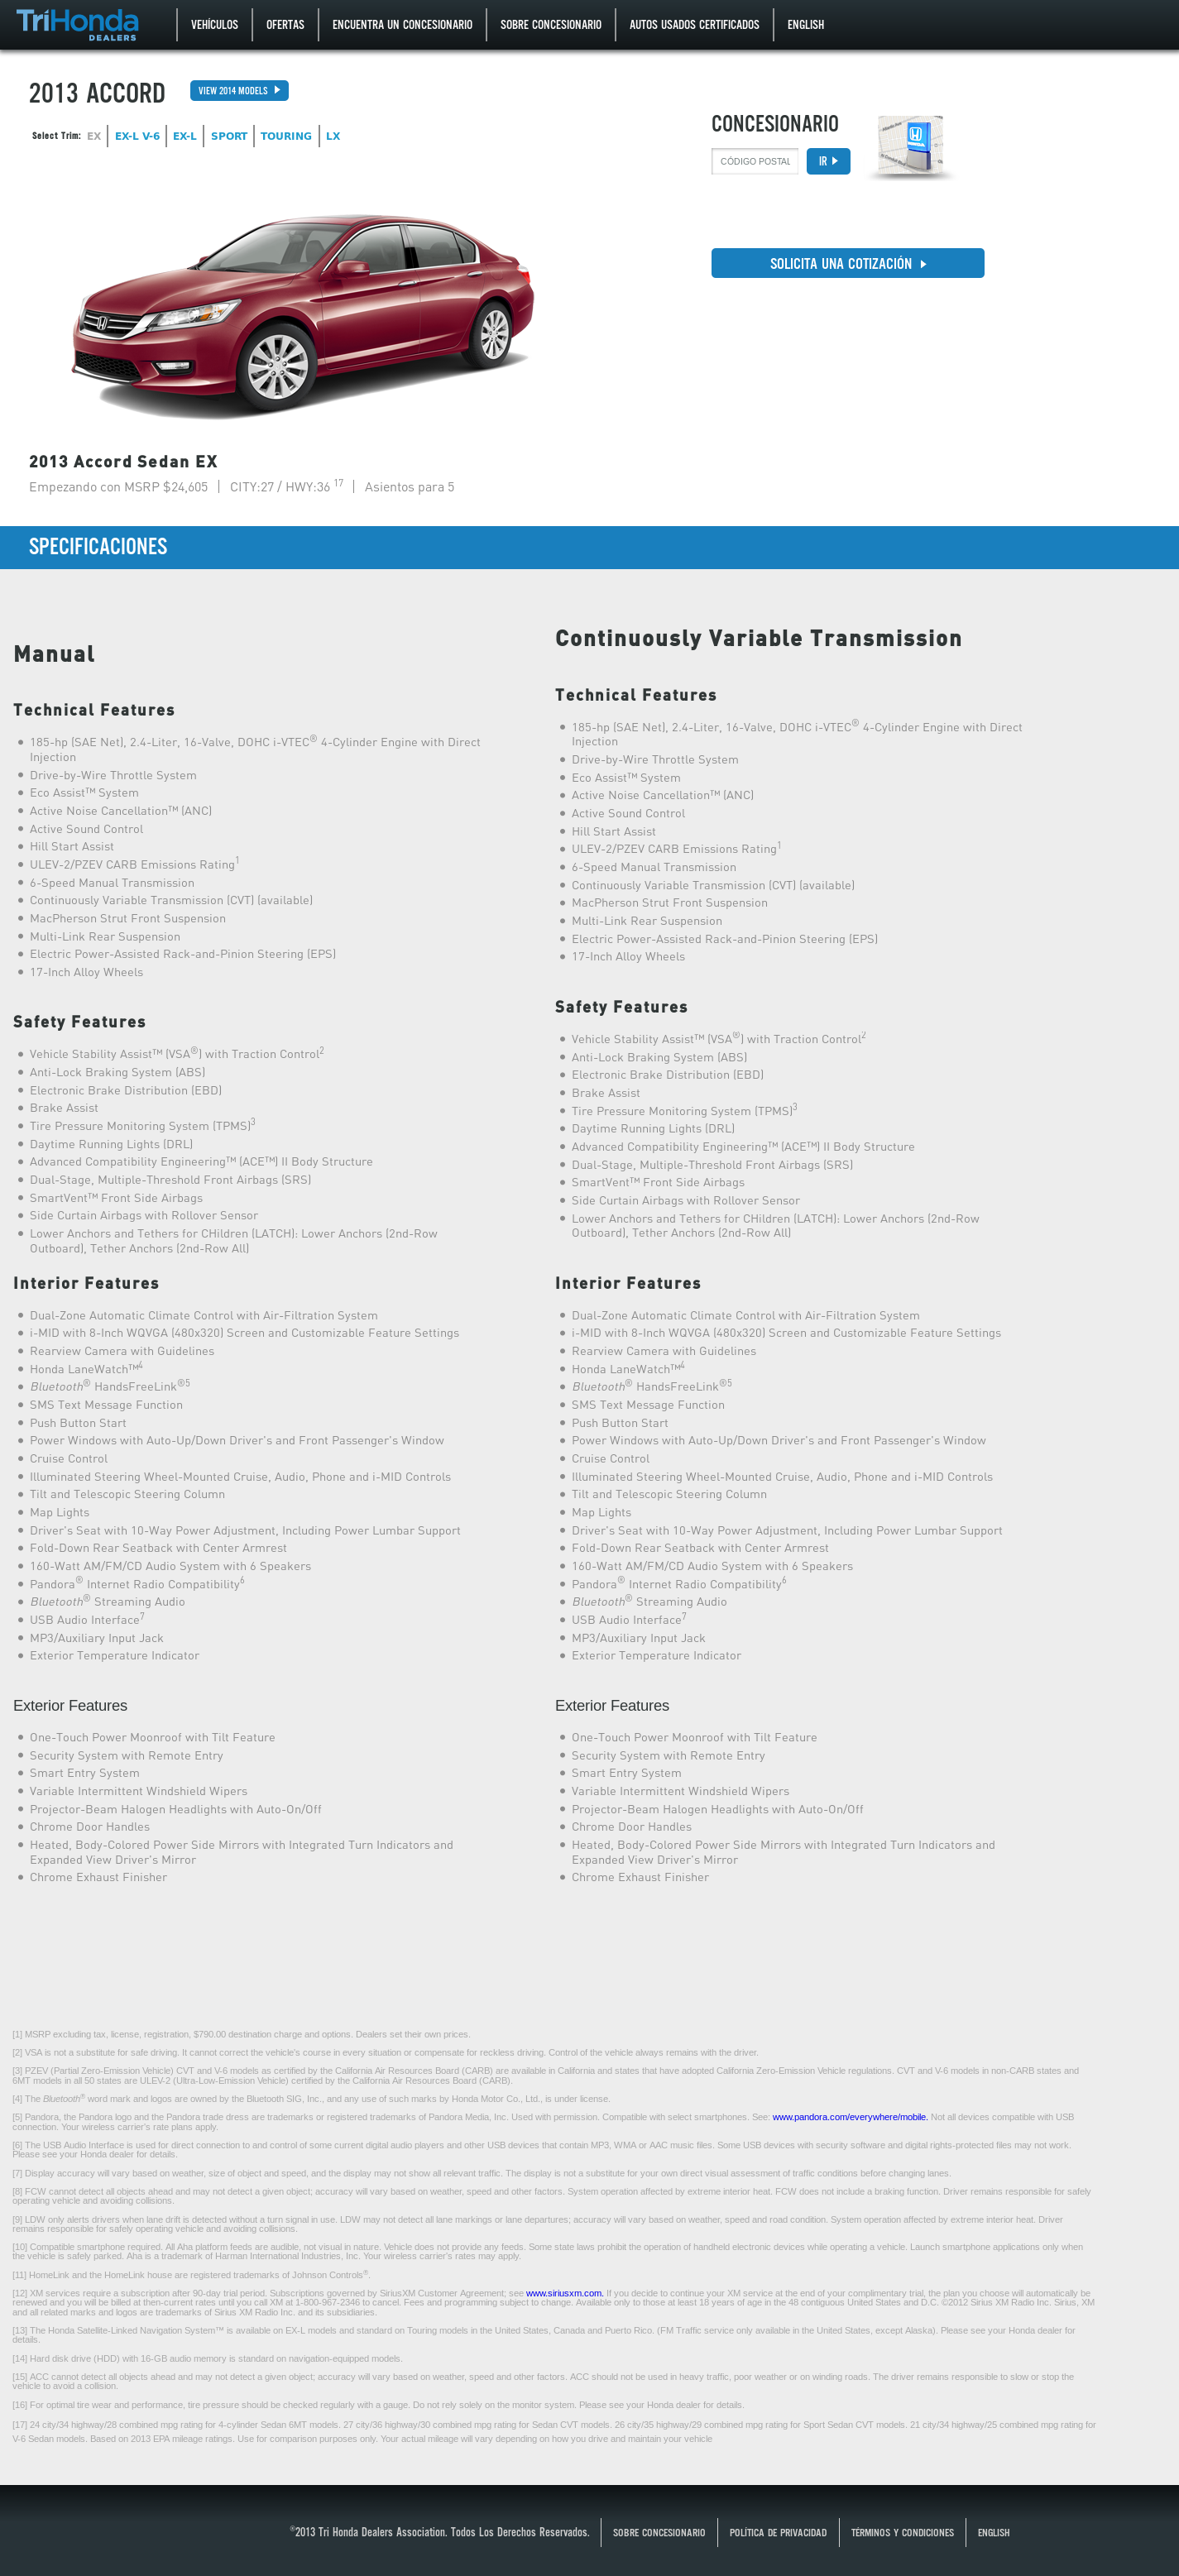 TriHonda
DEALERS
VEHÍCULOS
OFERTAS
ENCUENTRA UN CONCESIONARIO
SOBRE CONCESIONARIO
AUTOS USADOS CERTIFICADOS
ENGLISH
2013 ACCORD
VIEW 2014 MODELS
Select Trim: EX EX-L V-6 EX-L SPORT TOURING LX
CONCESIONARIO
CÓDIGO POSTAL
IR
SOLICITA UNA COTIZACIÓN
2013 Accord Sedan EX
Empezando con MSRP $24,605 | CITY:27 / HWY:36 17 | Asientos para 5
SPECIFICACIONES
Manual
Technical Features
185-hp (SAE Net), 2.4-Liter, 16-Valve, DOHC i-VTEC® 4-Cylinder Engine with Direct
Injection
Drive-by-Wire Throttle System
Eco Assist™ System
Active Noise Cancellation™ (ANC)
Active Sound Control
Hill Start Assist
ULEV-2/PZEV CARB Emissions Rating1
6-Speed Manual Transmission
Continuously Variable Transmission (CVT) (available)
MacPherson Strut Front Suspension
Multi-Link Rear Suspension
Electric Power-Assisted Rack-and-Pinion Steering (EPS)
17-Inch Alloy Wheels
Safety Features
Vehicle Stability Assist™ (VSA®) with Traction Control2
Anti-Lock Braking System (ABS)
Electronic Brake Distribution (EBD)
Brake Assist
Tire Pressure Monitoring System (TPMS)3
Daytime Running Lights (DRL)
Advanced Compatibility Engineering™ (ACE™) II Body Structure
Dual-Stage, Multiple-Threshold Front Airbags (SRS)
SmartVent™ Front Side Airbags
Side Curtain Airbags with Rollover Sensor
Lower Anchors and Tethers for CHildren (LATCH): Lower Anchors (2nd-Row
Outboard), Tether Anchors (2nd-Row All)
Interior Features
Dual-Zone Automatic Climate Control with Air-Filtration System
i-MID with 8-Inch WQVGA (480x320) Screen and Customizable Feature Settings
Rearview Camera with Guidelines
Honda LaneWatch™4
Bluetooth® HandsFreeLink®5
SMS Text Message Function
Push Button Start
Power Windows with Auto-Up/Down Driver's and Front Passenger's Window
Cruise Control
Illuminated Steering Wheel-Mounted Cruise, Audio, Phone and i-MID Controls
Tilt and Telescopic Steering Column
Map Lights
Driver's Seat with 10-Way Power Adjustment, Including Power Lumbar Support
Fold-Down Rear Seatback with Center Armrest
160-Watt AM/FM/CD Audio System with 6 Speakers
Pandora® Internet Radio Compatibility6
Bluetooth® Streaming Audio
USB Audio Interface7
MP3/Auxiliary Input Jack
Exterior Temperature Indicator
Exterior Features
One-Touch Power Moonroof with Tilt Feature
Security System with Remote Entry
Smart Entry System
Variable Intermittent Windshield Wipers
Projector-Beam Halogen Headlights with Auto-On/Off
Chrome Door Handles
Heated, Body-Colored Power Side Mirrors with Integrated Turn Indicators and
Expanded View Driver's Mirror
Chrome Exhaust Finisher
Continuously Variable Transmission
Technical Features
185-hp (SAE Net), 2.4-Liter, 16-Valve, DOHC i-VTEC® 4-Cylinder Engine with Direct
Injection
Drive-by-Wire Throttle System
Eco Assist™ System
Active Noise Cancellation™ (ANC)
Active Sound Control
Hill Start Assist
ULEV-2/PZEV CARB Emissions Rating1
6-Speed Manual Transmission
Continuously Variable Transmission (CVT) (available)
MacPherson Strut Front Suspension
Multi-Link Rear Suspension
Electric Power-Assisted Rack-and-Pinion Steering (EPS)
17-Inch Alloy Wheels
Safety Features
Vehicle Stability Assist™ (VSA®) with Traction Control2
Anti-Lock Braking System (ABS)
Electronic Brake Distribution (EBD)
Brake Assist
Tire Pressure Monitoring System (TPMS)3
Daytime Running Lights (DRL)
Advanced Compatibility Engineering™ (ACE™) II Body Structure
Dual-Stage, Multiple-Threshold Front Airbags (SRS)
SmartVent™ Front Side Airbags
Side Curtain Airbags with Rollover Sensor
Lower Anchors and Tethers for CHildren (LATCH): Lower Anchors (2nd-Row
Outboard), Tether Anchors (2nd-Row All)
Interior Features
Dual-Zone Automatic Climate Control with Air-Filtration System
i-MID with 8-Inch WQVGA (480x320) Screen and Customizable Feature Settings
Rearview Camera with Guidelines
Honda LaneWatch™4
Bluetooth® HandsFreeLink®5
SMS Text Message Function
Push Button Start
Power Windows with Auto-Up/Down Driver's and Front Passenger's Window
Cruise Control
Illuminated Steering Wheel-Mounted Cruise, Audio, Phone and i-MID Controls
Tilt and Telescopic Steering Column
Map Lights
Driver's Seat with 10-Way Power Adjustment, Including Power Lumbar Support
Fold-Down Rear Seatback with Center Armrest
160-Watt AM/FM/CD Audio System with 6 Speakers
Pandora® Internet Radio Compatibility6
Bluetooth® Streaming Audio
USB Audio Interface7
MP3/Auxiliary Input Jack
Exterior Temperature Indicator
Exterior Features
One-Touch Power Moonroof with Tilt Feature
Security System with Remote Entry
Smart Entry System
Variable Intermittent Windshield Wipers
Projector-Beam Halogen Headlights with Auto-On/Off
Chrome Door Handles
Heated, Body-Colored Power Side Mirrors with Integrated Turn Indicators and
Expanded View Driver's Mirror
Chrome Exhaust Finisher
[1] MSRP excluding tax, license, registration, $790.00 destination charge and options. Dealers set their own prices.
[2] VSA is not a substitute for safe driving. It cannot correct the vehicle's course in every situation or compensate for reckless driving. Control of the vehicle always remains with the driver.
[3] PZEV (Partial Zero-Emission Vehicle) CVT and V-6 models as certified by the California Air Resources Board (CARB) are available in California and states that have adopted California Zero-Emission Vehicle regulations. CVT and V-6 models in non-CARB states and
6MT models in all 50 states are ULEV-2 (Ultra-Low-Emission Vehicle) certified by the California Air Resources Board (CARB).
[4] The Bluetooth® word mark and logos are owned by the Bluetooth SIG, Inc., and any use of such marks by Honda Motor Co., Ltd., is under license.
[5] Pandora, the Pandora logo and the Pandora trade dress are trademarks or registered trademarks of Pandora Media, Inc. Used with permission. Compatible with select smartphones. See: www.pandora.com/everywhere/mobile. Not all devices compatible with USB
connection. Your wireless carrier's rate plans apply.
[6] The USB Audio Interface is used for direct connection to and control of some current digital audio players and other USB devices that contain MP3, WMA or AAC music files. Some USB devices with security software and digital rights-protected files may not work.
Please see your Honda dealer for details.
[7] Display accuracy will vary based on weather, size of object and speed, and the display may not show all relevant traffic. The display is not a substitute for your own direct visual assessment of traffic conditions before changing lanes.
[8] FCW cannot detect all objects ahead and may not detect a given object; accuracy will vary based on weather, speed and other factors. System operation affected by extreme interior heat. FCW does not include a braking function. Driver remains responsible for safely
operating vehicle and avoiding collisions.
[9] LDW only alerts drivers when lane drift is detected without a turn signal in use. LDW may not detect all lane markings or lane departures; accuracy will vary based on weather, speed and road condition. System operation affected by extreme interior heat. Driver
remains responsible for safely operating vehicle and avoiding collisions.
[10] Compatible smartphone required. All Aha platform feeds are audible, not visual in nature. Vehicle does not provide any feeds. Some state laws prohibit the operation of handheld electronic devices while operating a vehicle. Launch smartphone applications only when
the vehicle is safely parked. Aha is a trademark of Harman International Industries, Inc. Your wireless carrier's rates may apply.
[11] HomeLink and the HomeLink house are registered trademarks of Johnson Controls®.
[12] XM services require a subscription after 90-day trial period. Subscriptions governed by SiriusXM Customer Agreement; see www.siriusxm.com. If you decide to continue your XM service at the end of your complimentary trial, the plan you choose will automatically be
renewed and you will be billed at then-current rates until you call XM at 1-800-967-2346 to cancel. Fees and programming subject to change. Available only to those at least 18 years of age in the 48 contiguous United States and D.C. ©2012 Sirius XM Radio Inc. Sirius, XM
and all related marks and logos are trademarks of Sirius XM Radio Inc. and its subsidiaries.
[13] The Honda Satellite-Linked Navigation System™ is available on EX-L models and standard on Touring models in the United States, Canada and Puerto Rico. (FM Traffic service only available in the United States, except Alaska). Please see your Honda dealer for
details.
[14] Hard disk drive (HDD) with 16-GB audio memory is standard on navigation-equipped models.
[15] ACC cannot detect all objects ahead and may not detect a given object; accuracy will vary based on weather, speed and other factors. ACC should not be used in heavy traffic, poor weather or on winding roads. The driver remains responsible to slow or stop the
vehicle to avoid a collision.
[16] For optimal tire wear and performance, tire pressure should be checked regularly with a gauge. Do not rely solely on the monitor system. Please see your Honda dealer for details.
[17] 24 city/34 highway/28 combined mpg rating for 4-cylinder Sedan 6MT models. 27 city/36 highway/30 combined mpg rating for Sedan CVT models. 26 city/35 highway/29 combined mpg rating for Sport Sedan CVT models. 21 city/34 highway/25 combined mpg rating for
V-6 Sedan models. Based on 2013 EPA mileage ratings. Use for comparison purposes only. Your actual mileage will vary depending on how you drive and maintain your vehicle
®2013 Tri Honda Dealers Association. Todos Los Derechos Reservados.
SOBRE CONCESIONARIO
POLÍTICA DE PRIVACIDAD
TÉRMINOS Y CONDICIONES
ENGLISH